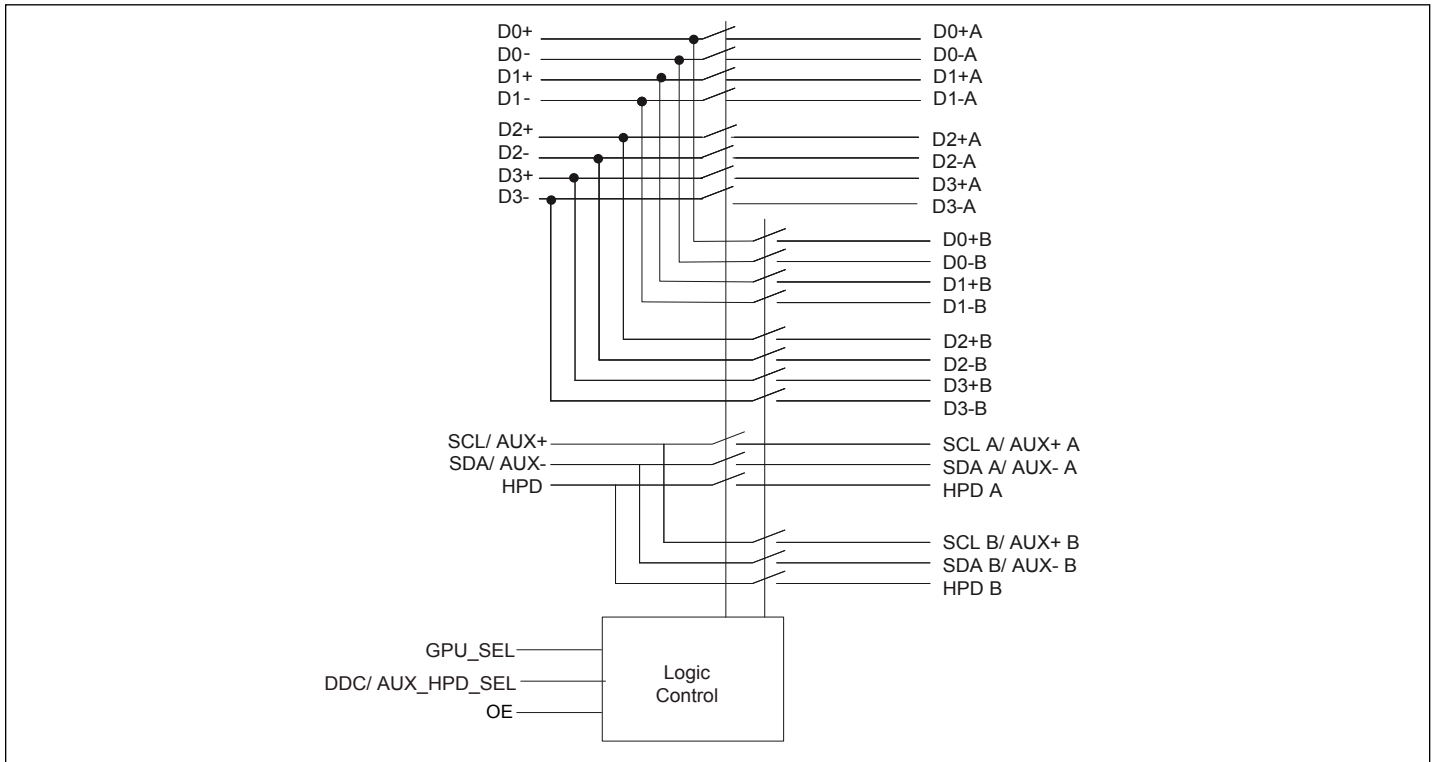 D0+
D0-
D1+
D1-
D2+
D2-
D3+
D3-
D0+A
D0-A
D1+A
D1-A
D2+A
D2-A
D3+A
D3-A
D0+B
D0-B
D1+B
D1-B
D2+B
D2-B
D3+B
D3-B
SCL/ AUX+
SDA/ AUX-
HPD
SCL A/ AUX+ A
SDA A/ AUX- A
HPD A
SCL B/ AUX+ B
SDA B/ AUX- B
HPD B
GPU_SEL
DDC/ AUX_HPD_SEL
OE
Logic
Control